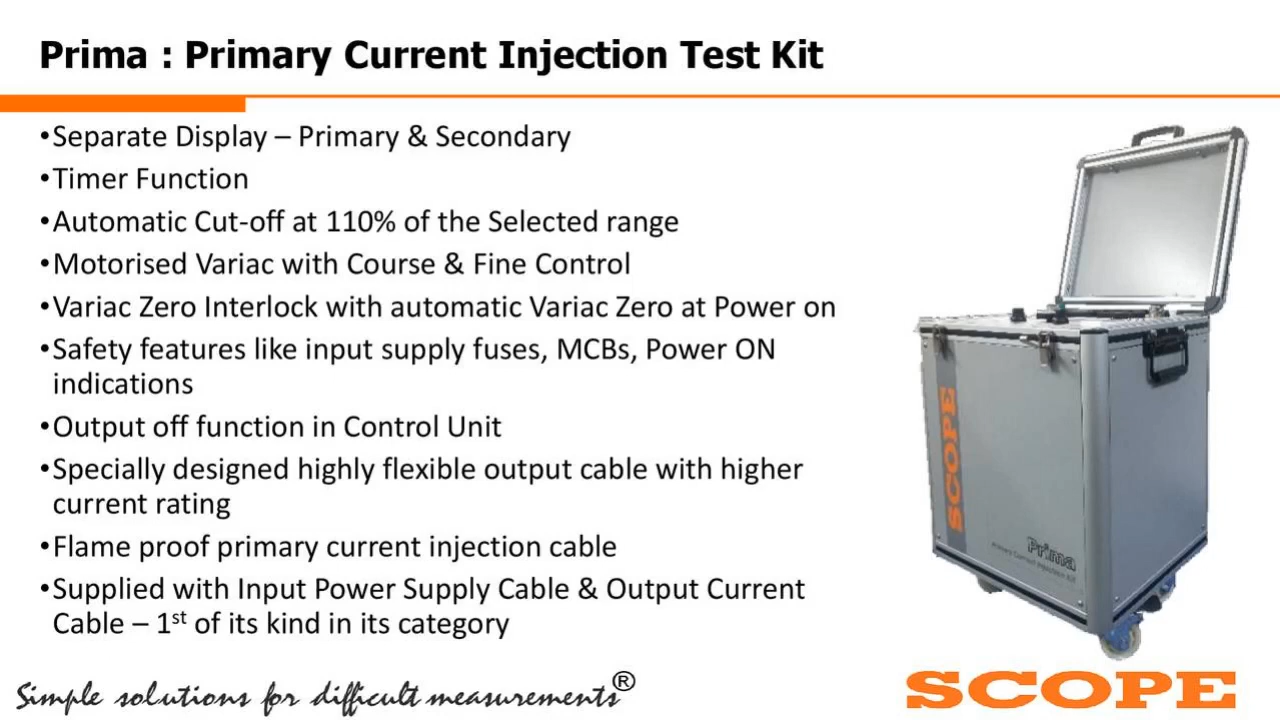 Prima : Primary Current Injection Test Kit
•Separate Display – Primary & Secondary
•Timer Function
•Automatic Cut-off at 110% of the Selected range
•Motorised Variac with Course & Fine Control
•Variac Zero Interlock with automatic Variac Zero at Power on
•Safety features like input supply fuses, MCBs, Power ON
indications
•Output off function in Control Unit
•Specially designed highly flexible output cable with higher
current rating
•Flame proof primary current injection cable
•Supplied with Input Power Supply Cable & Output Current
Cable – 1st of its kind in its category
SCOPE
Prima
Primary Current Injection Kit
Simple solutions for difficult measurements®
SCOPE